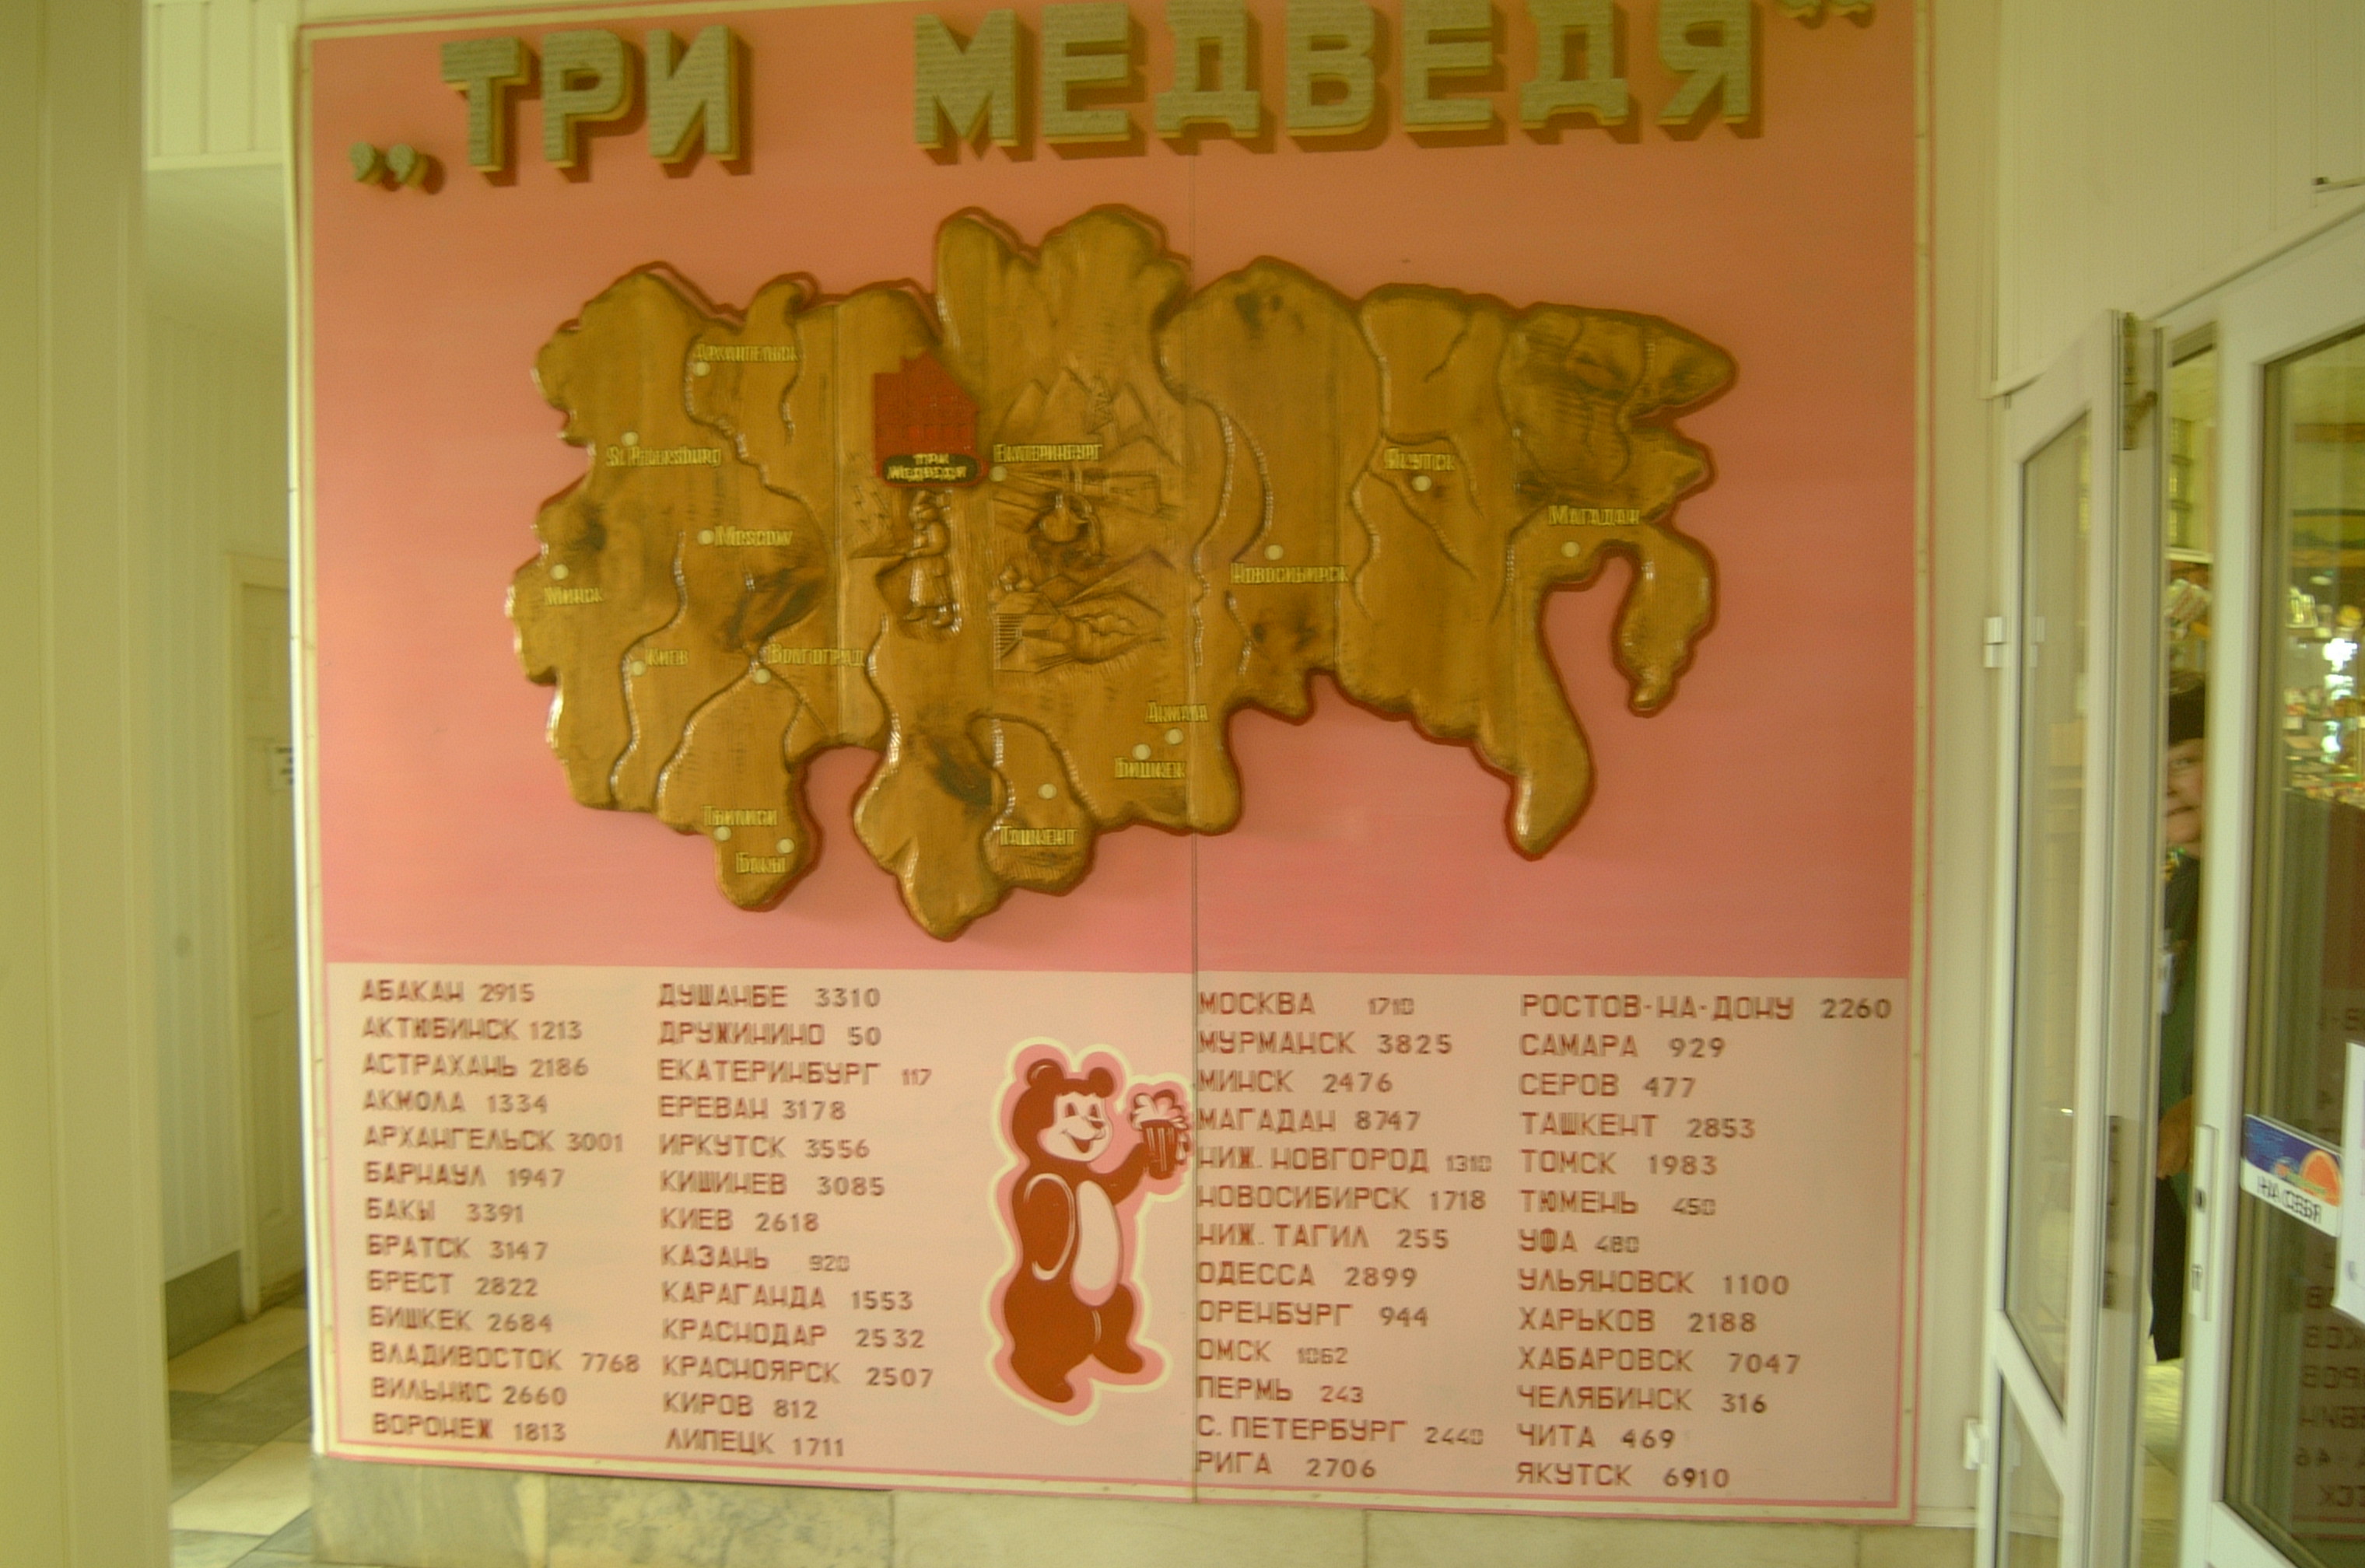 „ТРИ МЕДВЕДЯ“
АРХАНГЕЛЬСК
St.Petersburg
ТРИ
МЕДВЕДЯ
ЕКАТЕРИНБУРГ
ЯКУТСК
МАГАДАН
Moscow
НОВОСИБИРСК
МИНСК
КИЕВ
ВОЛГОГРАД
БИШКЕК
ТБИЛИСИ
ТАШКЕНТ
БАКЫ
АБАКАН 2915
АКТЮБИНСК 1213
АСТРАХАНЬ 2186
АКМОЛА 1334
АРХАНГЕЛЬСК 3001
БАРНАУЛ 1947
БАКЫ 3391
БРАТСК 3147
БРЕСТ 2822
БИШКЕК 2684
ВЛАДИВОСТОК 7768
ВИЛЬНЮС 2660
ВОРОНЕЖ 1813
ДУШАНБЕ 3310
ДРУЖИНИНО 50
ЕКАТЕРИНБУРГ 117
ЕРЕВАН 3178
ИРКУТСК 3556
КИШИНЕВ 3085
КИЕВ 2618
КАЗАНЬ 920
КАРАГАНДА 1553
КРАСНОДАР 2532
КРАСНОЯРСК 2507
КИРОВ 812
ЛИПЕЦК 1711
МОСКВА 1710
МУРМАНСК 3825
МИНСК 2476
МАГАДАН 8747
НИЖ. НОВГОРОД 1310
НОВОСИБИРСК 1718
НИЖ. ТАГИЛ 255
ОДЕССА 2899
ОРЕНБУРГ 944
ОМСК 1062
ПЕРМЬ 243
С. ПЕТЕРБУРГ 2440
РИГА 2706
РОСТОВ-НА-ДОНУ 2260
САМАРА 929
СЕРОВ 477
ТАШКЕНТ 2853
ТОМСК 1983
ТЮМЕНЬ 450
УФА 480
УЛЬЯНОВСК 1100
ХАРЬКОВ 2188
ХАБАРОВСК 7047
ЧЕЛЯБИНСК 316
ЧИТА 469
ЯКУТСК 6910
НА СЕБЯ